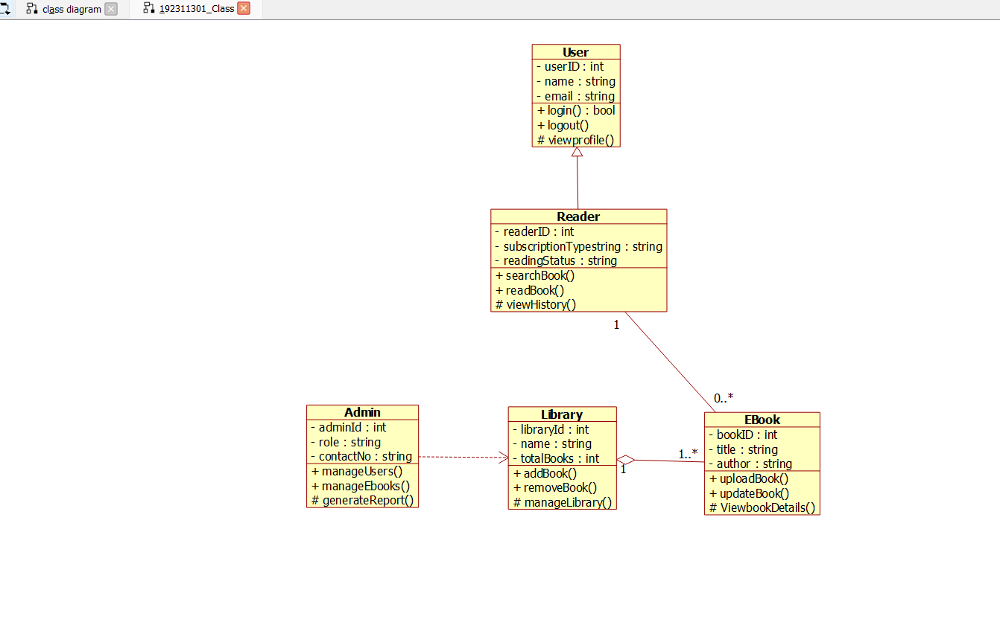 class diagram
192311301_Class
User
- userID : int
- name : string
- email : string
+ login() : bool
+ logout()
# viewprofile()
Reader
- readerID : int
- subscriptionTypestring : string
- readingStatus : string
+ searchBook()
+ readBook()
# viewHistory()
1
0..*
Admin
- adminId : int
- role : string
- contactNo : string
+ manageUsers()
+ manageEbooks()
# generateReport()
Library
- libraryId : int
- name : string
- totalBooks : int
+ addBook()
+ removeBook()
# manageLibrary()
1
1..*
EBook
- bookID : int
- title : string
- author : string
+ uploadBook()
+ updateBook()
# ViewbookDetails()